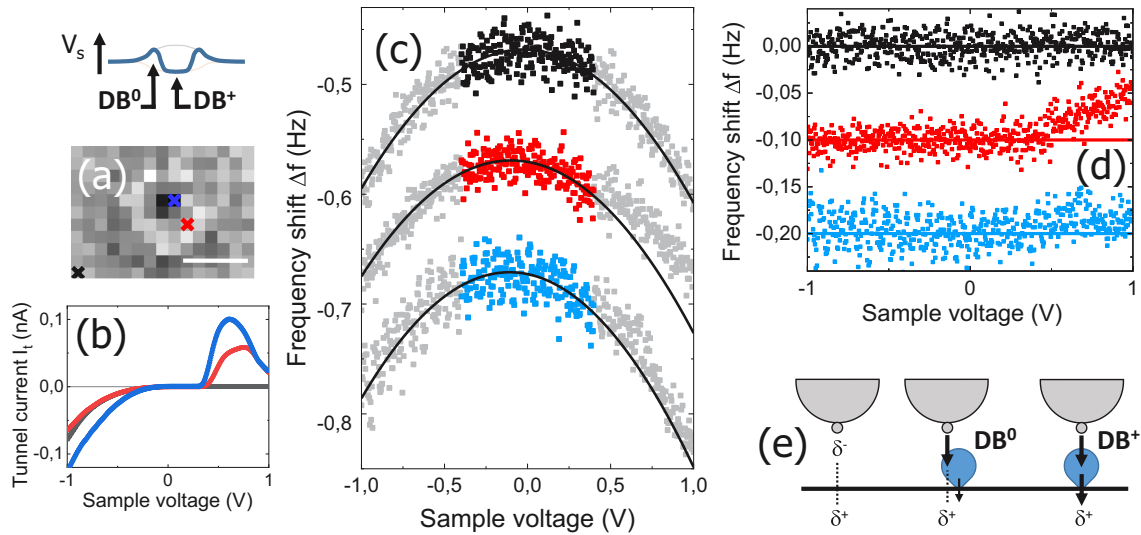 Vₛ
DB⁰ DB⁺
(a)
(b)
Tunnel current Iₜ (nA)
0,1
0,0
-0,1
-1 0 1
Sample voltage (V)
(c)
Frequency shift Δf (Hz)
-0,5
-0,6
-0,7
-0,8
-1,0 -0,5 0,0 0,5 1,0
Sample voltage (V)
(d)
Frequency shift Δf (Hz)
0,00
-0,05
-0,10
-0,15
-0,20
-1 0 1
Sample voltage (V)
(e)
DB⁰ DB⁺
δ⁻
δ⁺ δ⁺ δ⁺